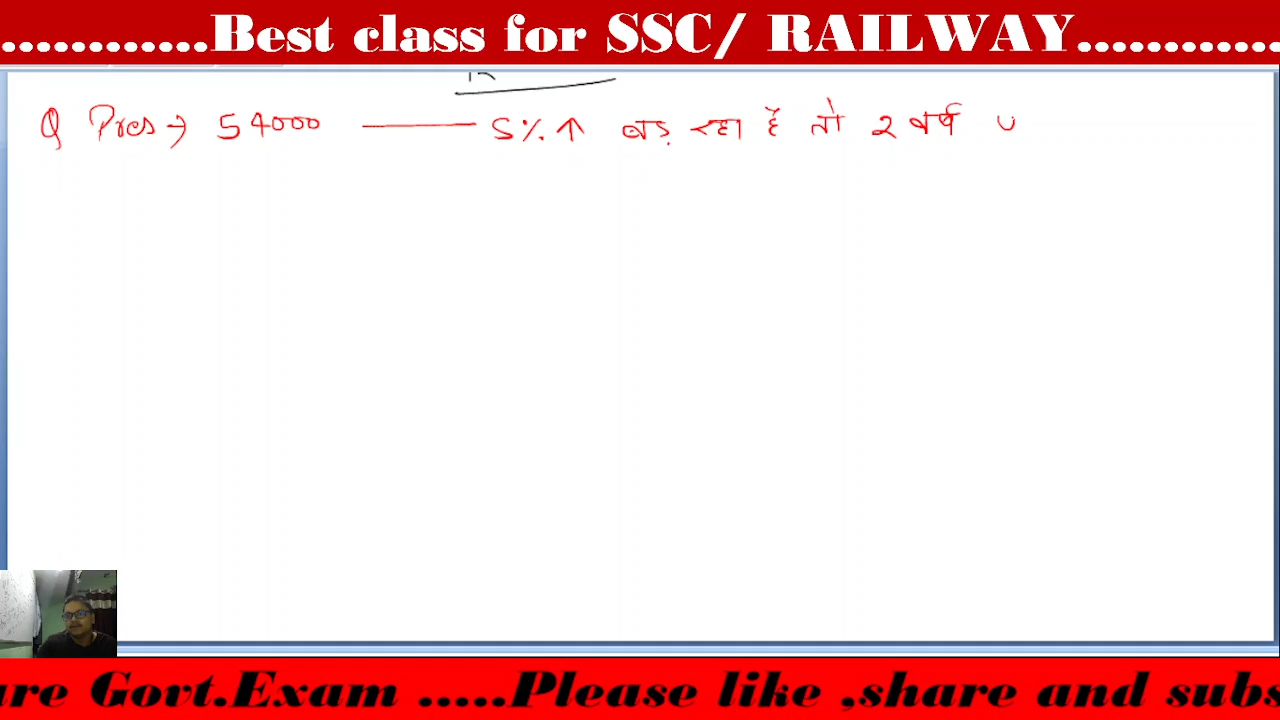 ............Best class for SSC/ RAILWAY............
Q Pres → 54000 — 5% ↑ बढ़ रहा है तो 2 वर्ष
are Govt.Exam .....Please like ,share and subs